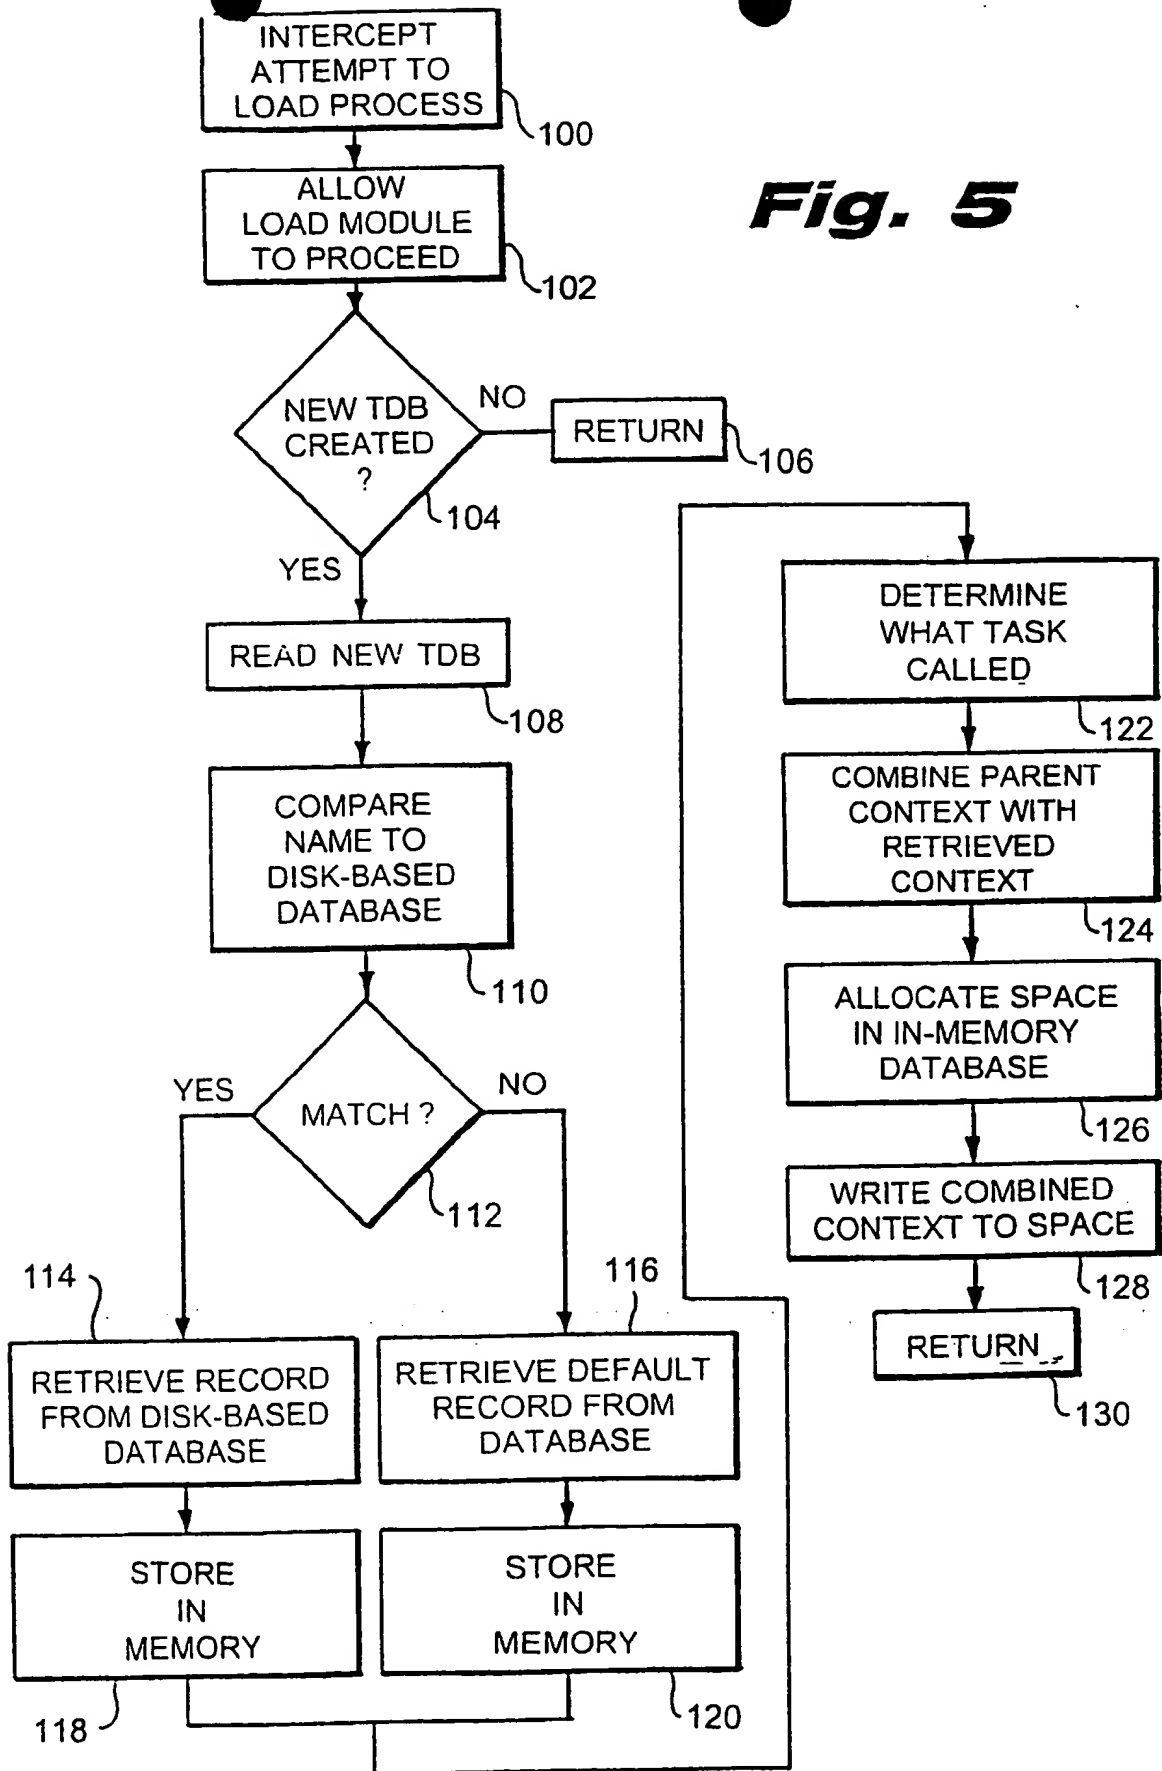 INTERCEPT
ATTEMPT TO
LOAD PROCESS
100
ALLOW
LOAD MODULE
TO PROCEED
102
Fig. 5
NEW TDB
CREATED
?
104
NO
RETURN
106
YES
READ NEW TDB
108
COMPARE
NAME TO
DISK-BASED
DATABASE
110
MATCH ?
112
YES
NO
114
RETRIEVE RECORD
FROM DISK-BASED
DATABASE
116
RETRIEVE DEFAULT
RECORD FROM
DATABASE
STORE
IN
MEMORY
118
STORE
IN
MEMORY
120
DETERMINE
WHAT TASK
CALLED
122
COMBINE PARENT
CONTEXT WITH
RETRIEVED
CONTEXT
124
ALLOCATE SPACE
IN IN-MEMORY
DATABASE
126
WRITE COMBINED
CONTEXT TO SPACE
128
RETURN
130